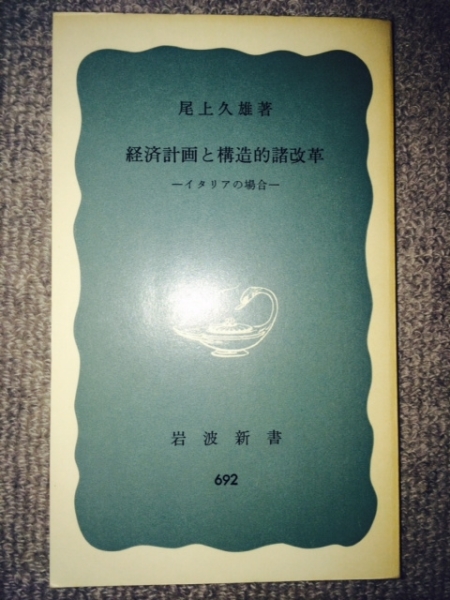 尾上久雄著
経済計画と構造的諸改革
―イタリアの場合―
岩波新書
692